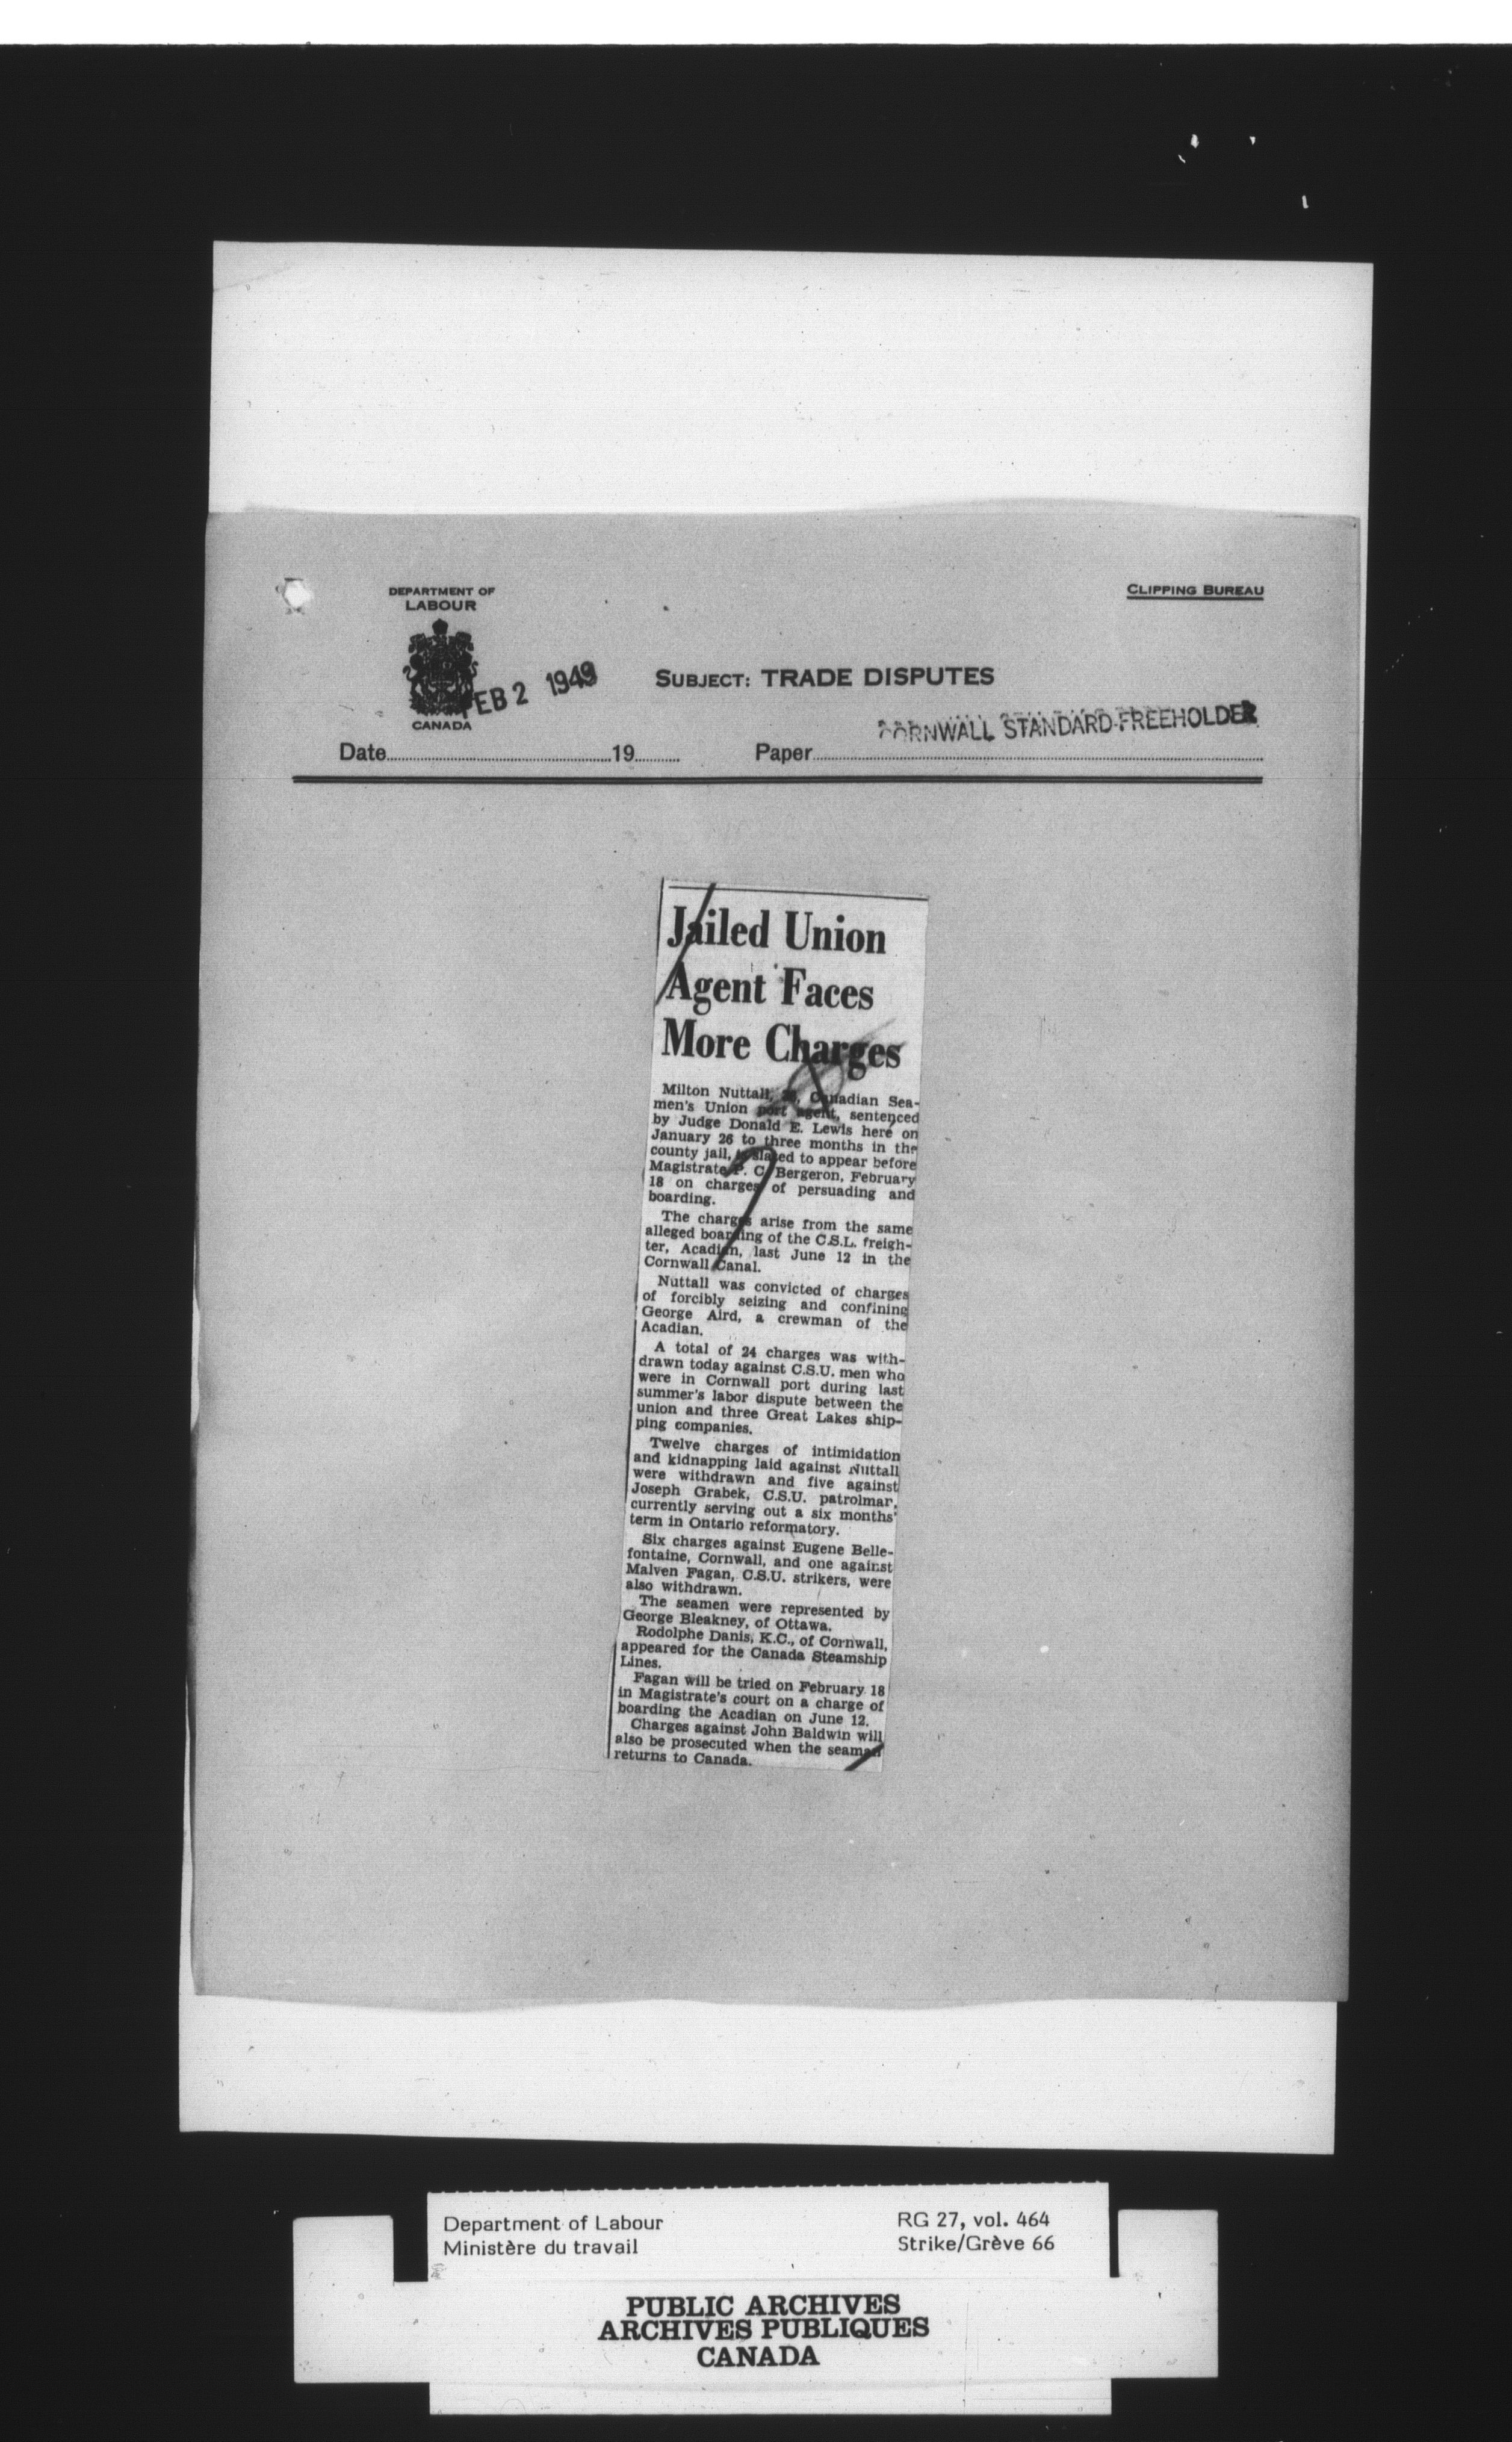 DEPARTMENT OF
LABOUR
CANADA
CLIPPING BUREAU
FEB 2 1949
SUBJECT: TRADE DISPUTES
CORNWALL STANDARD-FREEHOLDER
Date 19
Paper
Jailed Union
Agent Faces
More Charges
Milton Nuttall, Canadian Sea-
men's Union port agent, sentenced
by Judge Donald E. Lewis here on
January 26 to three months in the
county jail, is slated to appear before
Magistrate P. C. Bergeron, February
18 on charges of persuading and
boarding.
The charges arise from the same
alleged boarding of the C.S.L. freigh-
ter, Acadian, last June 12 in the
Cornwall Canal.
Nuttall was convicted of charges
of forcibly seizing and confining
George Aird, a crewman of the
Acadian.
A total of 24 charges was with-
drawn today against C.S.U. men who
were in Cornwall port during last
summer's labor dispute between the
union and three Great Lakes ship-
ping companies.
Twelve charges of intimidation
and kidnapping laid against Nuttall
were withdrawn and five against
Joseph Grabek, C.S.U. patrolmar,
currently serving out a six months'
term in Ontario reformatory.
Six charges against Eugene Belle-
fontaine, Cornwall, and one against
Malven Fagan, C.S.U. strikers, were
also withdrawn.
The seamen were represented by
George Bleakney, of Ottawa.
Rodolphe Danis, K.C., of Cornwall,
appeared for the Canada Steamship
Lines.
Fagan will be tried on February 18
in Magistrate's court on a charge of
boarding the Acadian on June 12.
Charges against John Baldwin will
also be prosecuted when the seaman
returns to Canada.
Department of Labour
Ministère du travail
RG 27, vol. 464
Strike/Grève 66
PUBLIC ARCHIVES
ARCHIVES PUBLIQUES
CANADA